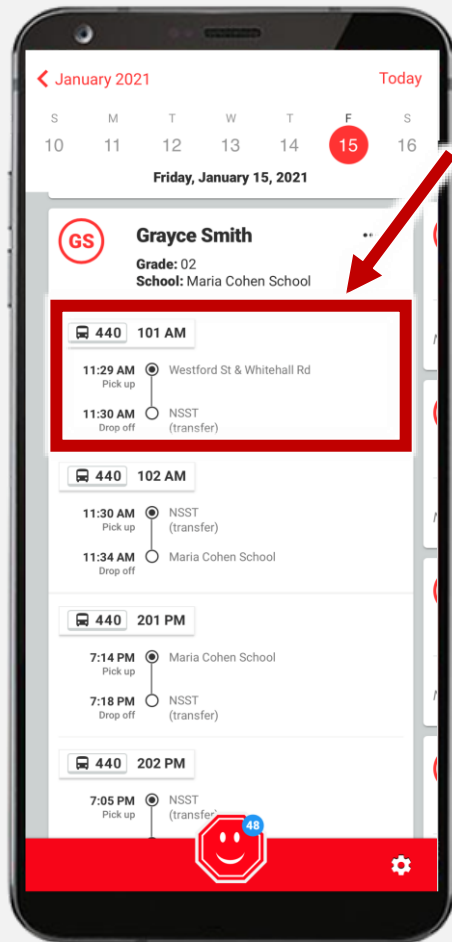 January 2021 Today
S M T W T F S
10 11 12 13 14 15 16
Friday, January 15, 2021
GS Grayce Smith
Grade: 02
School: Maria Cohen School
440 101 AM
11:29 AM Westford St & Whitehall Rd
Pick up
11:30 AM NSST
Drop off (transfer)
440 102 AM
11:30 AM NSST
Pick up (transfer)
11:34 AM Maria Cohen School
Drop off
440 201 PM
7:14 PM Maria Cohen School
Pick up
7:18 PM NSST
Drop off (transfer)
440 202 PM
7:05 PM NSST
Pick up (transfer)
48